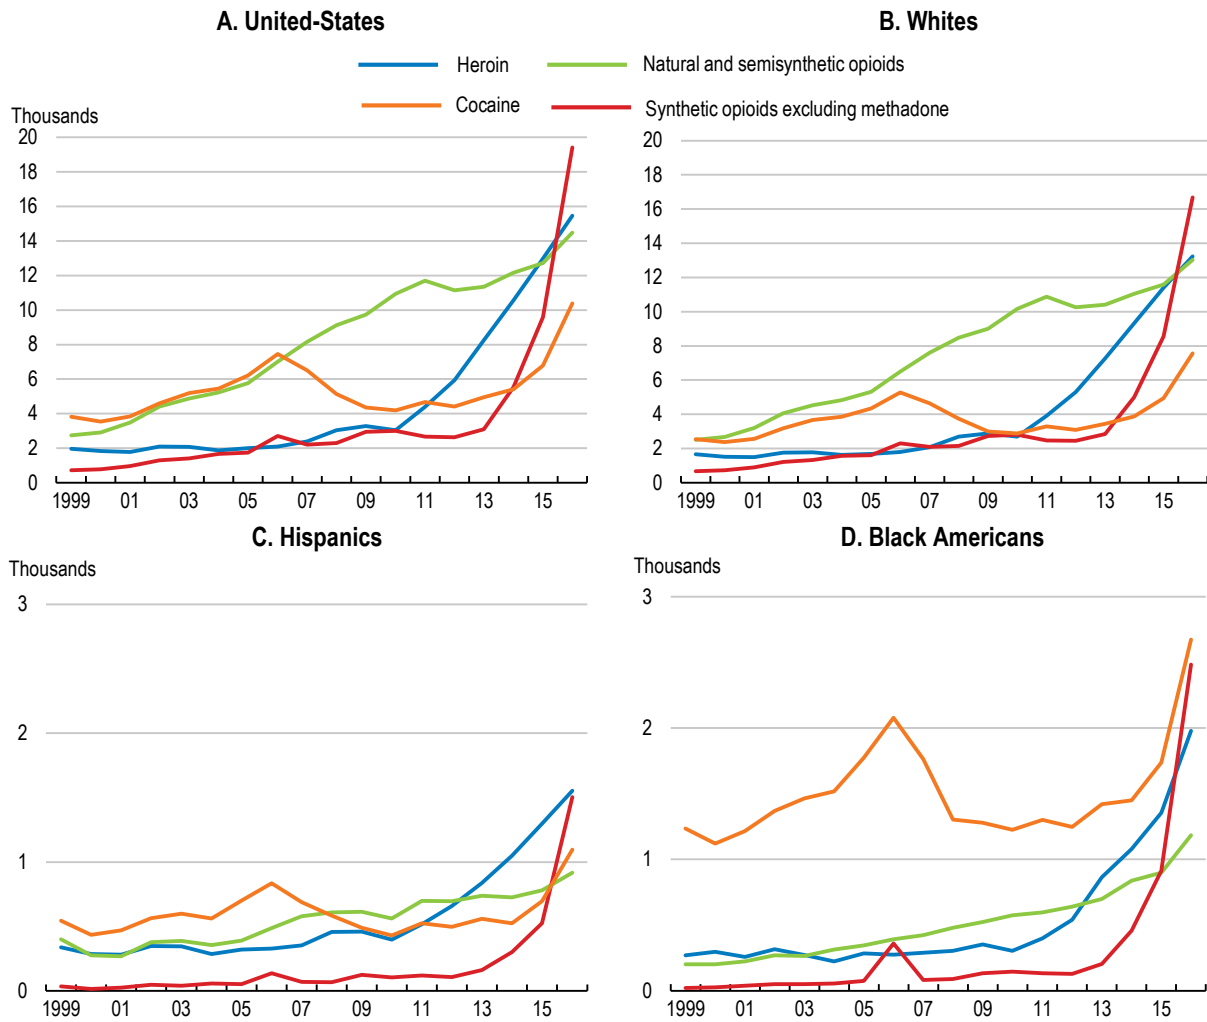 A. United-States
B. Whites
Heroin
Natural and semisynthetic opioids
Cocaine
Synthetic opioids excluding methadone
Thousands
20
18
16
14
12
10
8
6
4
2
0
1999 01 03 05 07 09 11 13 15
20
18
16
14
12
10
8
6
4
2
0
1999 01 03 05 07 09 11 13 15
C. Hispanics
D. Black Americans
Thousands
3
2
1
0
1999 01 03 05 07 09 11 13 15
Thousands
3
2
1
0
1999 01 03 05 07 09 11 13 15